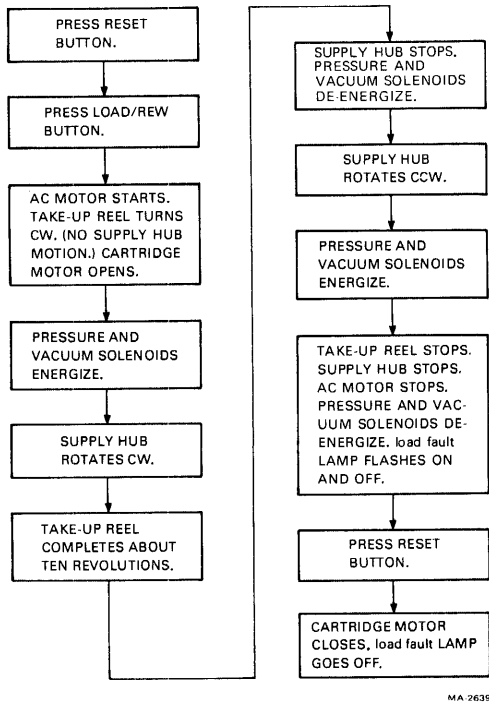 PRESS RESET
BUTTON.
PRESS LOAD/REW
BUTTON.
AC MOTOR STARTS.
TAKE-UP REEL TURNS
CW. (NO SUPPLY HUB
MOTION.) CARTRIDGE
MOTOR OPENS.
PRESSURE AND
VACUUM SOLENOIDS
ENERGIZE.
SUPPLY HUB
ROTATES CW.
TAKE-UP REEL
COMPLETES ABOUT
TEN REVOLUTIONS.
SUPPLY HUB STOPS.
PRESSURE AND
VACUUM SOLENOIDS
DE-ENERGIZE.
SUPPLY HUB
ROTATES CCW.
PRESSURE AND
VACUUM SOLENOIDS
ENERGIZE.
TAKE-UP REEL STOPS.
SUPPLY HUB STOPS.
AC MOTOR STOPS.
PRESSURE AND VAC-
UUM SOLENOIDS DE-
ENERGIZE. load fault
LAMP FLASHES ON
AND OFF.
PRESS RESET
BUTTON.
CARTRIDGE MOTOR
CLOSES, load fault LAMP
GOES OFF.
MA-2639